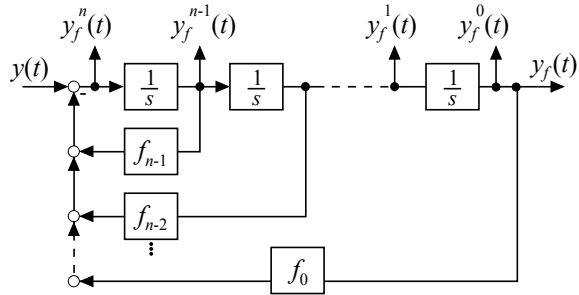 y_f^n(t) y_f^{n-1}(t) y_f^1(t) y_f^0(t)
y(t) 1/s 1/s 1/s y_f(t)
-
f_{n-1}
f_{n-2}
f_0